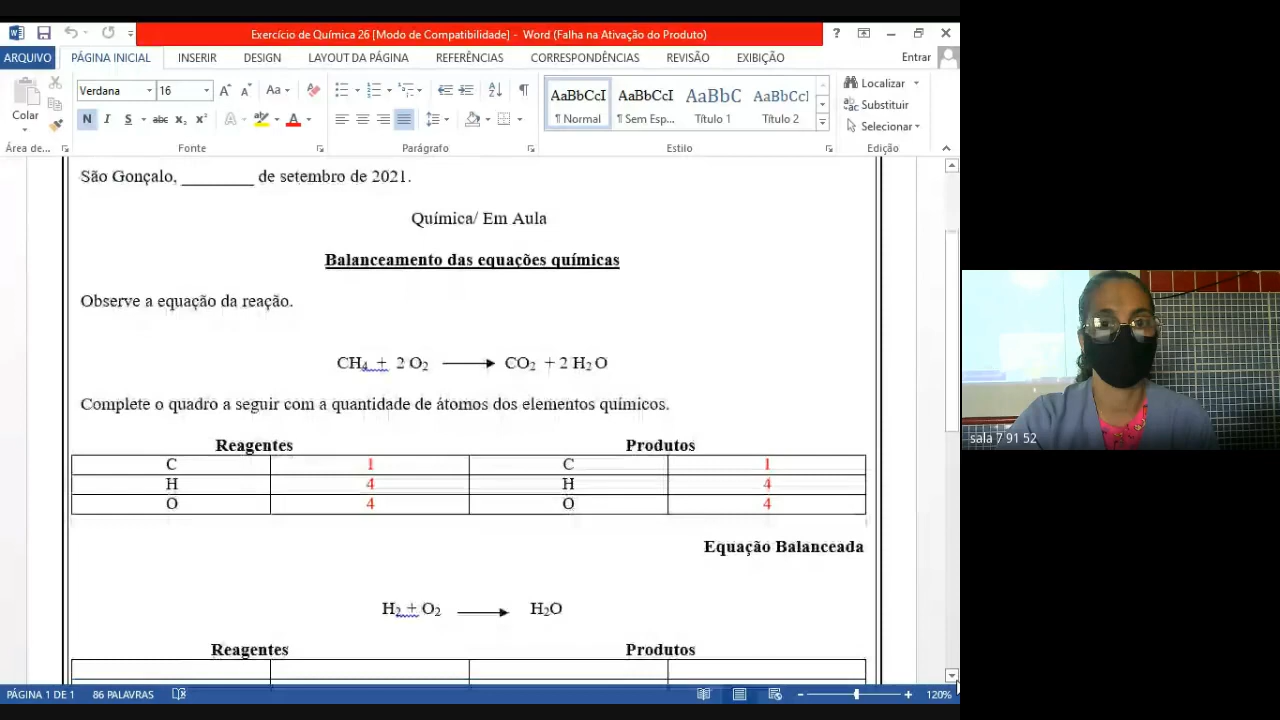 Exercício de Química 26 [Modo de Compatibilidade] - Word (Falha na Ativação do Produto)
ARQUIVO PÁGINA INICIAL INSERIR DESIGN LAYOUT DA PÁGINA REFERÊNCIAS CORRESPONDÊNCIAS REVISÃO EXIBIÇÃO Entrar
Colar
Verdana 16
N I S abc x₂ x²
AaBbCcI AaBbCcI AaBbC AaBbCcl
¶ Normal ¶ Sem Esp... Título 1 Título 2
Localizar
Substituir
Selecionar
Área de... Fonte Parágrafo Estilo Edição
São Gonçalo, ________ de setembro de 2021.
Química/ Em Aula
Balanceamento das equações químicas
Observe a equação da reação.
CH₄ + 2 O₂ ⟶ CO₂ + 2 H₂ O
Complete o quadro a seguir com a quantidade de átomos dos elementos químicos.
Reagentes Produtos
C 1 C 1
H 4 H 4
O 4 O 4
Equação Balanceada
H₂ + O₂ ⟶ H₂O
Reagentes Produtos
PÁGINA 1 DE 1 86 PALAVRAS 120%
sala 7 91 52